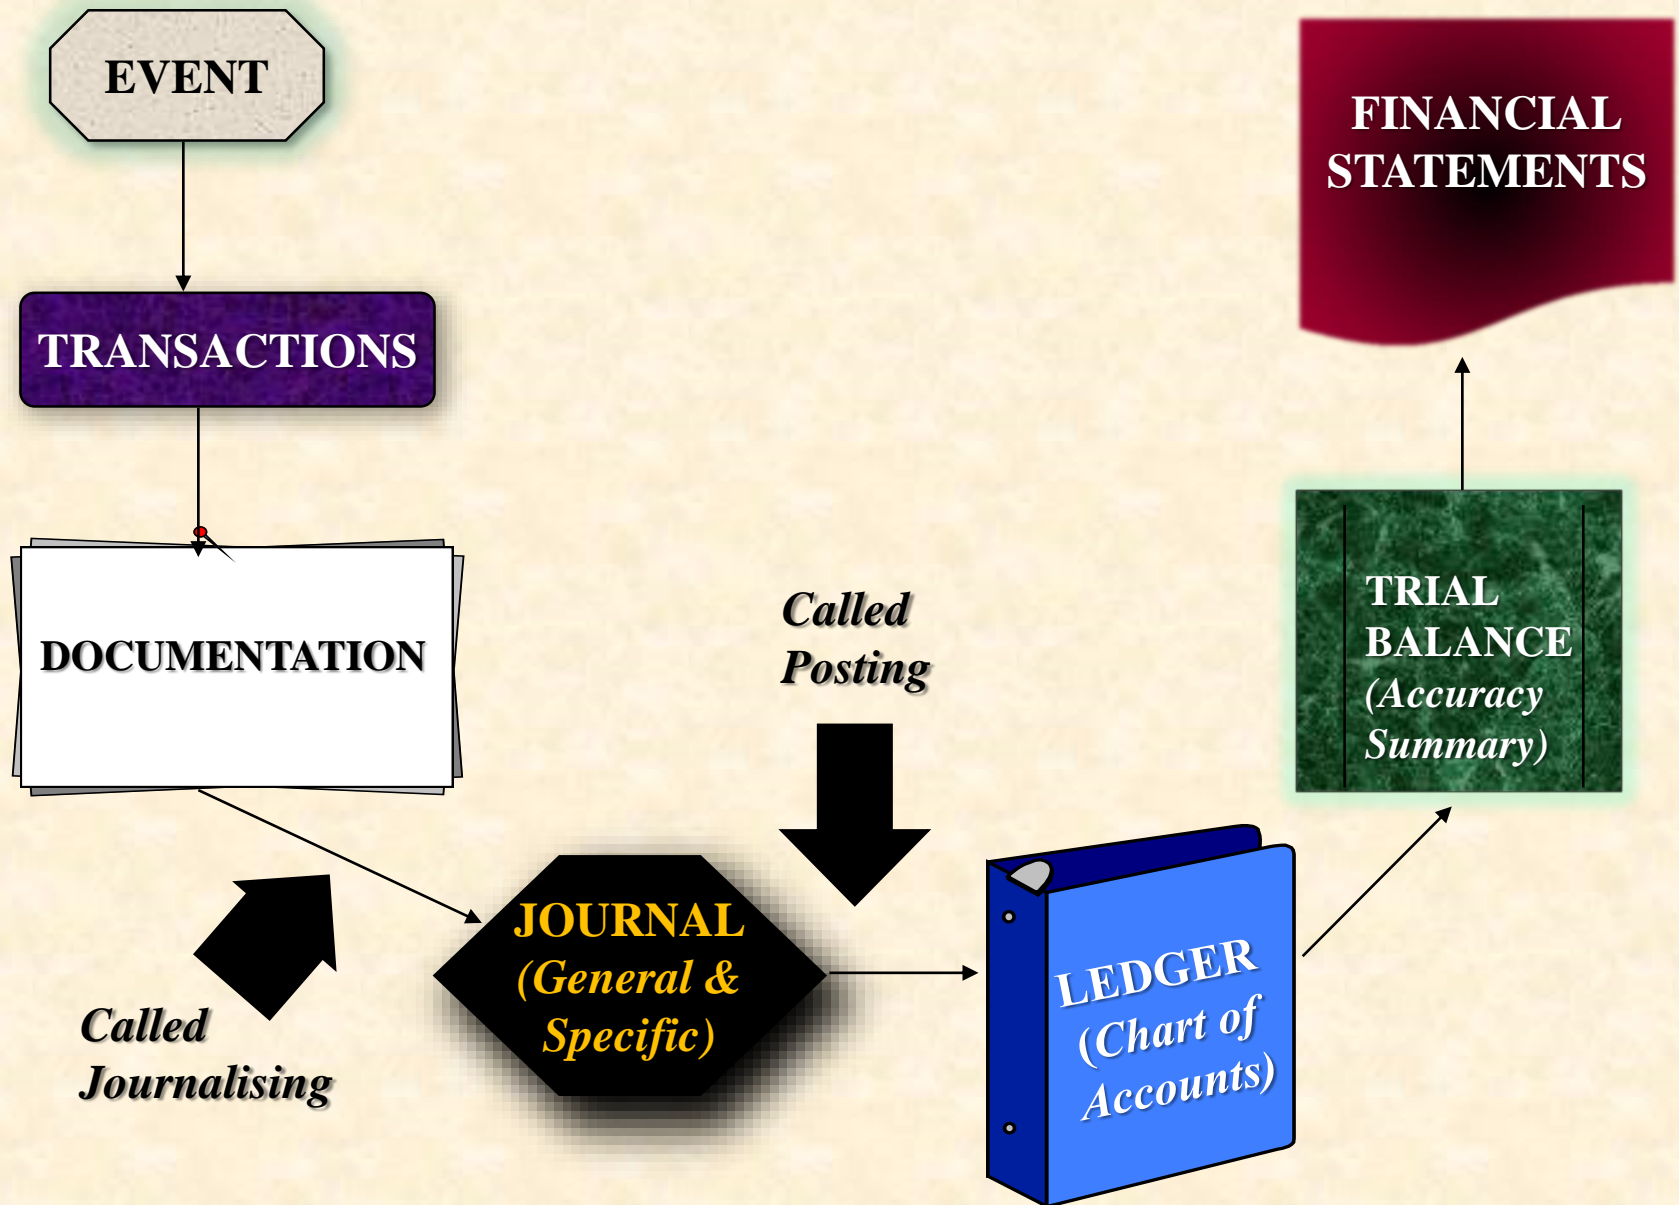 EVENT
TRANSACTIONS
DOCUMENTATION
Called
Journalising
JOURNAL
(General &
Specific)
Called
Posting
LEDGER
(Chart of
Accounts)
TRIAL
BALANCE
(Accuracy
Summary)
FINANCIAL
STATEMENTS